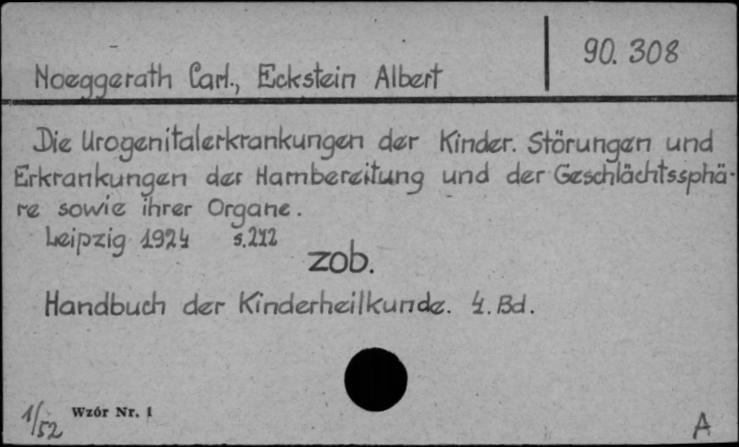 90. 308
Noeggerath Carl., Eckstein Albert
Die Urogenitalerkrankungen der Kinder. Störungen und
Erkrankungen der Harnbereitung und der Geschlächtssphä-
re sowie ihrer Organe.
Leipzig 1924 s.212
zob.
Handbuch der Kinderheilkunde. 4. Bd.
1/52 Wzór Nr. 1
A